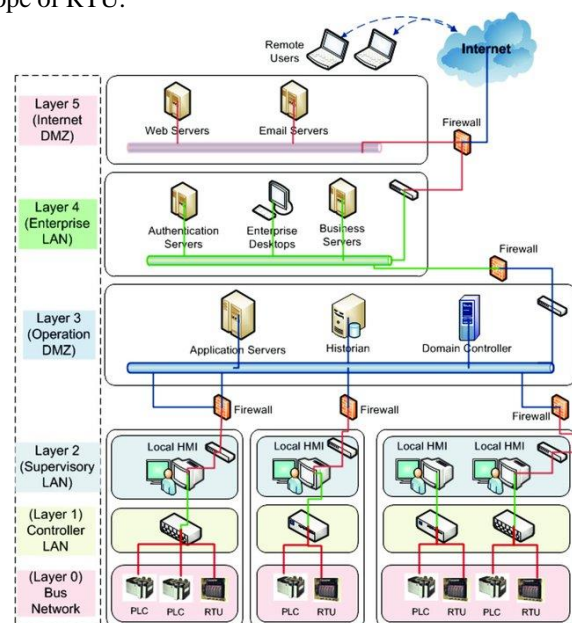 ope of RTU.
Remote
Users
Internet
Layer 5
(Internet
DMZ)
Web Servers
Email Servers
Firewall
Layer 4
(Enterprise
LAN)
Authentication
Servers
Enterprise
Desktops
Business
Servers
Firewall
Layer 3
(Operation
DMZ)
Application Servers
Historian
Domain Controller
Firewall
Firewall
Firewall
Layer 2
(Supervisory
LAN)
Local HMI
Local HMI
Local HMI
Local HMI
(Layer 1)
Controller
LAN
(Layer 0)
Bus
Network
PLC
PLC
RTU
PLC
RTU
PLC
RTU
PLC
RTU